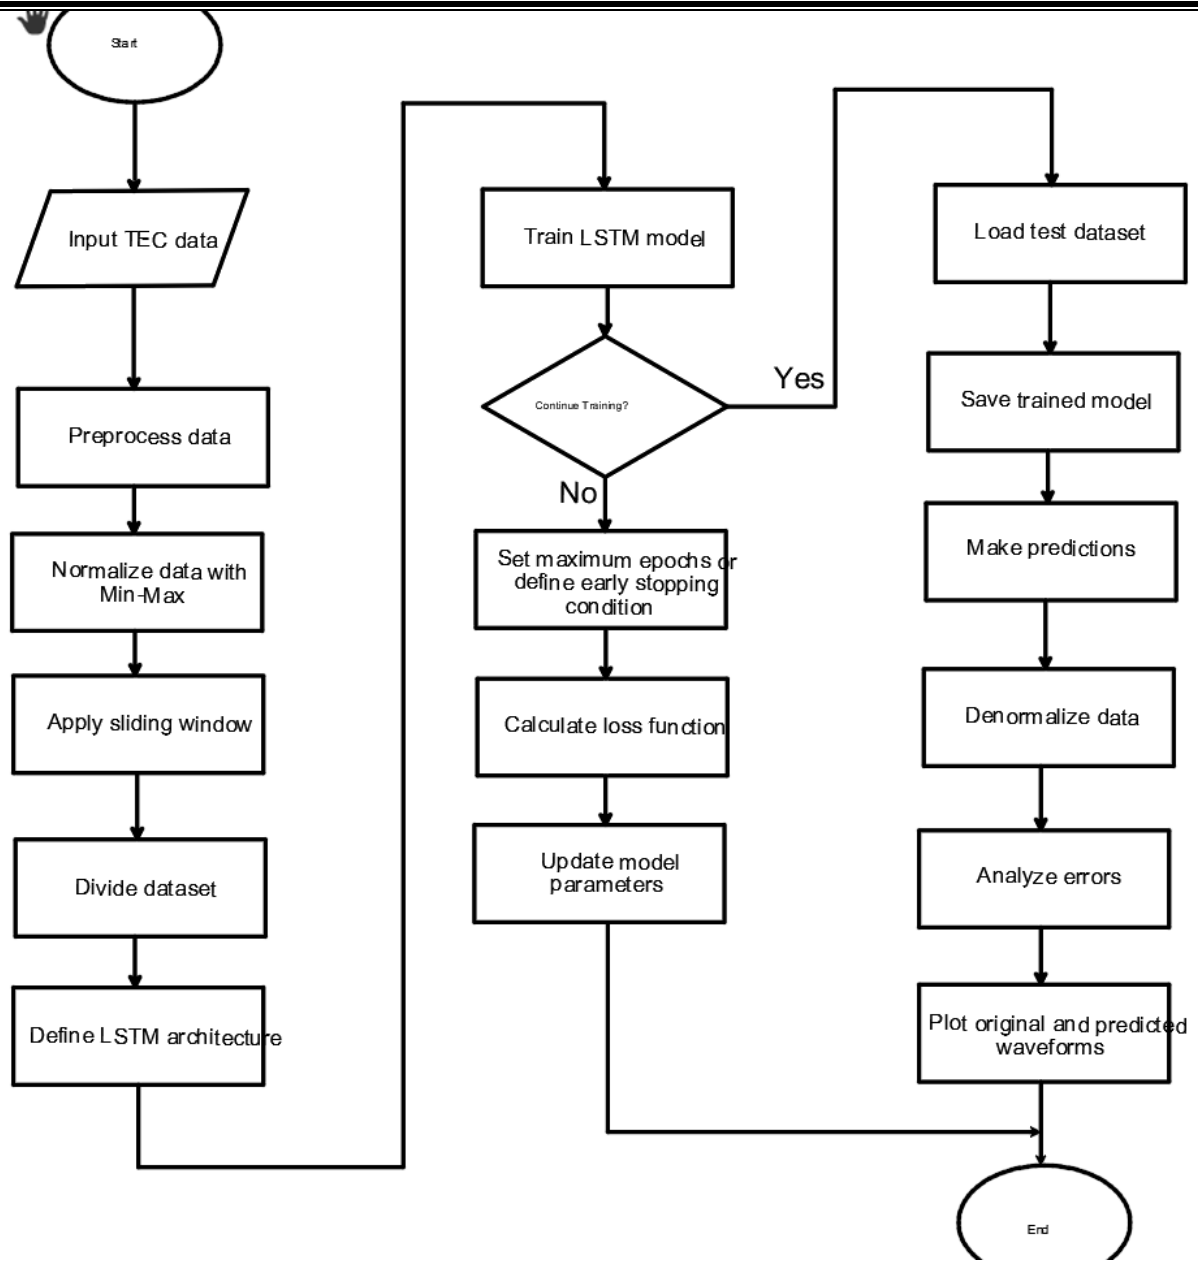 Start
Input TEC data
Preprocess data
Normalize data with
Min-Max
Apply sliding window
Divide dataset
Define LSTM architecture
Train LSTM model
Continue Training?
Yes
No
Set maximum epochs or
define early stopping
condition
Calculate loss function
Update model
parameters
Load test dataset
Save trained model
Make predictions
Denormalize data
Analyze errors
Plot original and predicted
waveforms
End